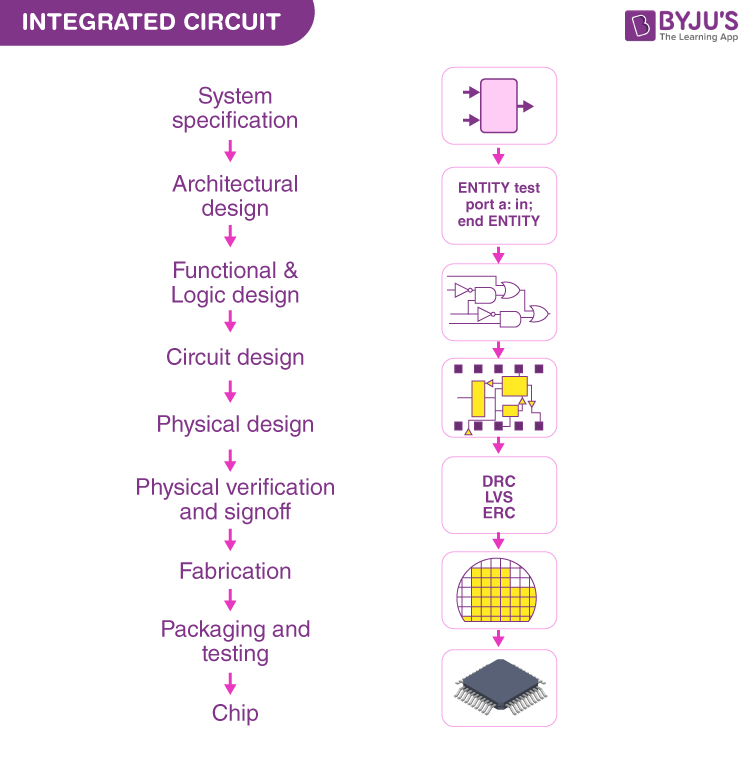 INTEGRATED CIRCUIT
BYJU'S
The Learning App
System
specification
Architectural
design
Functional &
Logic design
Circuit design
Physical design
Physical verification
and signoff
Fabrication
Packaging and
testing
Chip
ENTITY test
port a: in;
end ENTITY
DRC
LVS
ERC